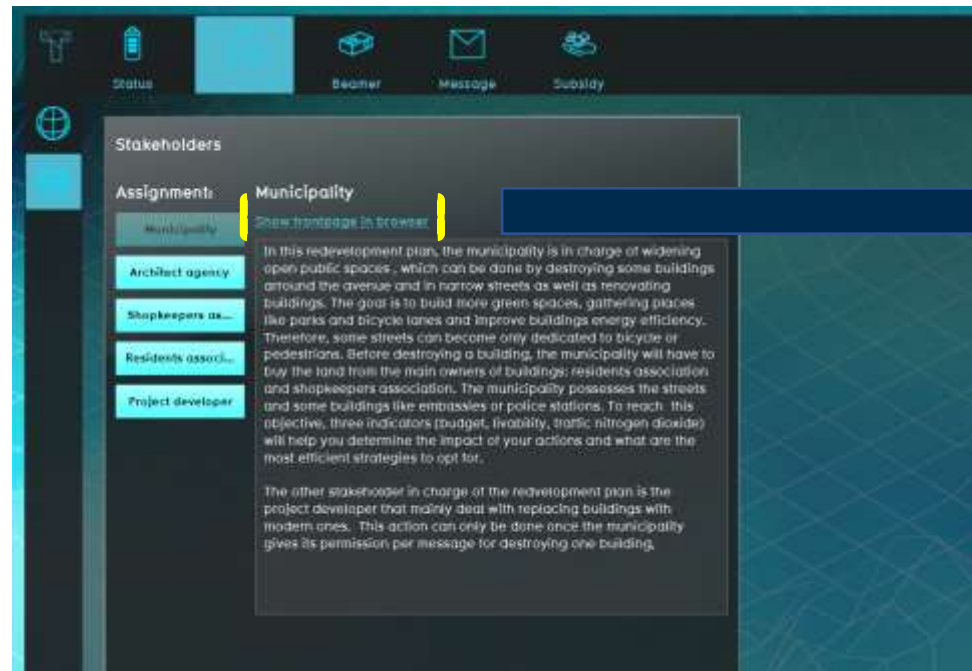 Status
Beamer
Message
Subsidy
Stakeholders
Assignment:
Municipality
Show frontpage in browser
Municipality
Architect agency
Shopkeepers as...
Residents associ...
Project developer
In this redevelopment plan, the municipality is in charge of widening
open public spaces , which can be done by destroying some buildings
arround the avenue and in narrow streets as well as renovating
buildings. The goal is to build more green spaces, gathering places
like parks and bicycle lanes and improve buildings energy efficiency.
Therefore, some streets can become only dedicated to bicycle or
pedestrians. Before destroying a building, the municipality will have to
buy the land from the main owners of buildings: residents association
and shopkeepers association. The municipality possesses the streets
and some buildings like embassies or police stations. To reach this
objective, three indicators (budget, livability, traffic nitrogen dioxide)
will help you determine the impact of your actions and what are the
most efficient strategies to opt for.
The other stakeholder in charge of the redvelopment plan is the
project developer that mainly deal with replacing buildings with
modern ones. This action can only be done once the municipality
gives its permission per message for destroying one building.